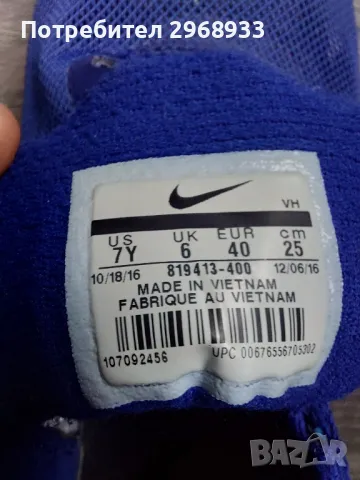 Потребител 2968933
VH
US UK EUR cm
7Y 6 40 25
10/18/16 819413-400 12/06/16
MADE IN VIETNAM
FABRIQUE AU VIETNAM
107092456 UPC 00676556705302
BAZAR